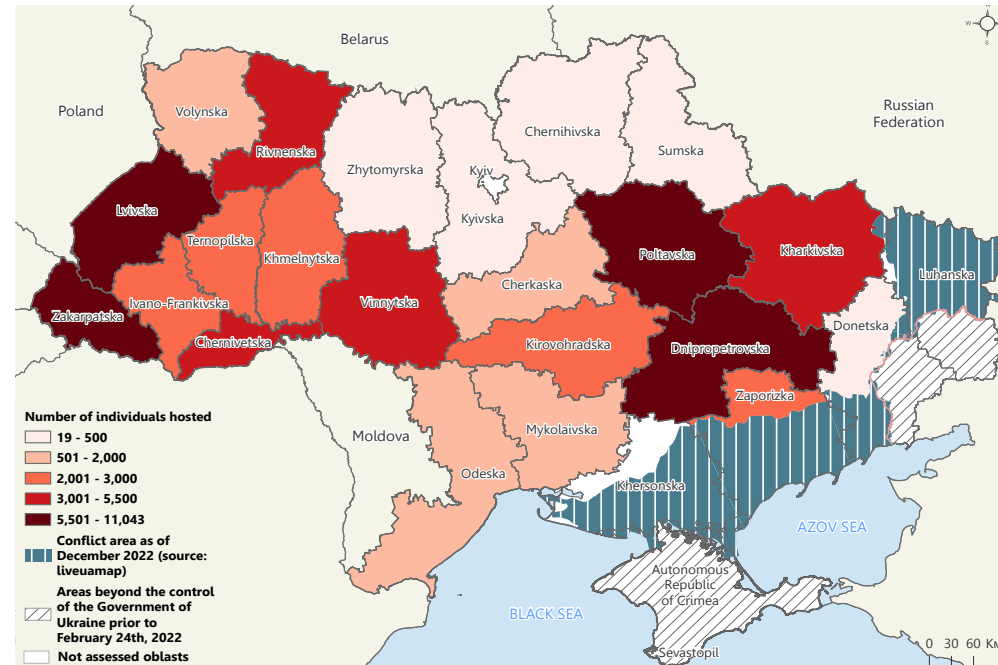 Belarus
W
S
Poland
Volynska
Russian
Federation
Chernihivska
Rivnenska
Sumska
Zhytomyrska
Kyiv
Lvivska
Kyivska
Ternopilska
Khmelnytska
Poltavska
Kharkivska
Luhanska
Cherkaska
Ivano-Frankivska
Vinnytska
Zakarpatska
Donetska
Chernivetska
Kirovohradska
Dnipropetrovska
Zaporizka
Number of individuals hosted
19 - 500
501 - 2,000
2,001 - 3,000
3,001 - 5,500
5,501 - 11,043
Conflict area as of
December 2022 (source:
liveuamap)
Areas beyond the control
of the Government of
Ukraine prior to
February 24th, 2022
Not assessed oblasts
Moldova
Mykolaivska
Odeska
Khersonska
AZOV SEA
Autonomous
Republic
of Crimea
BLACK SEA
Sevastopil
0 30 60 Km